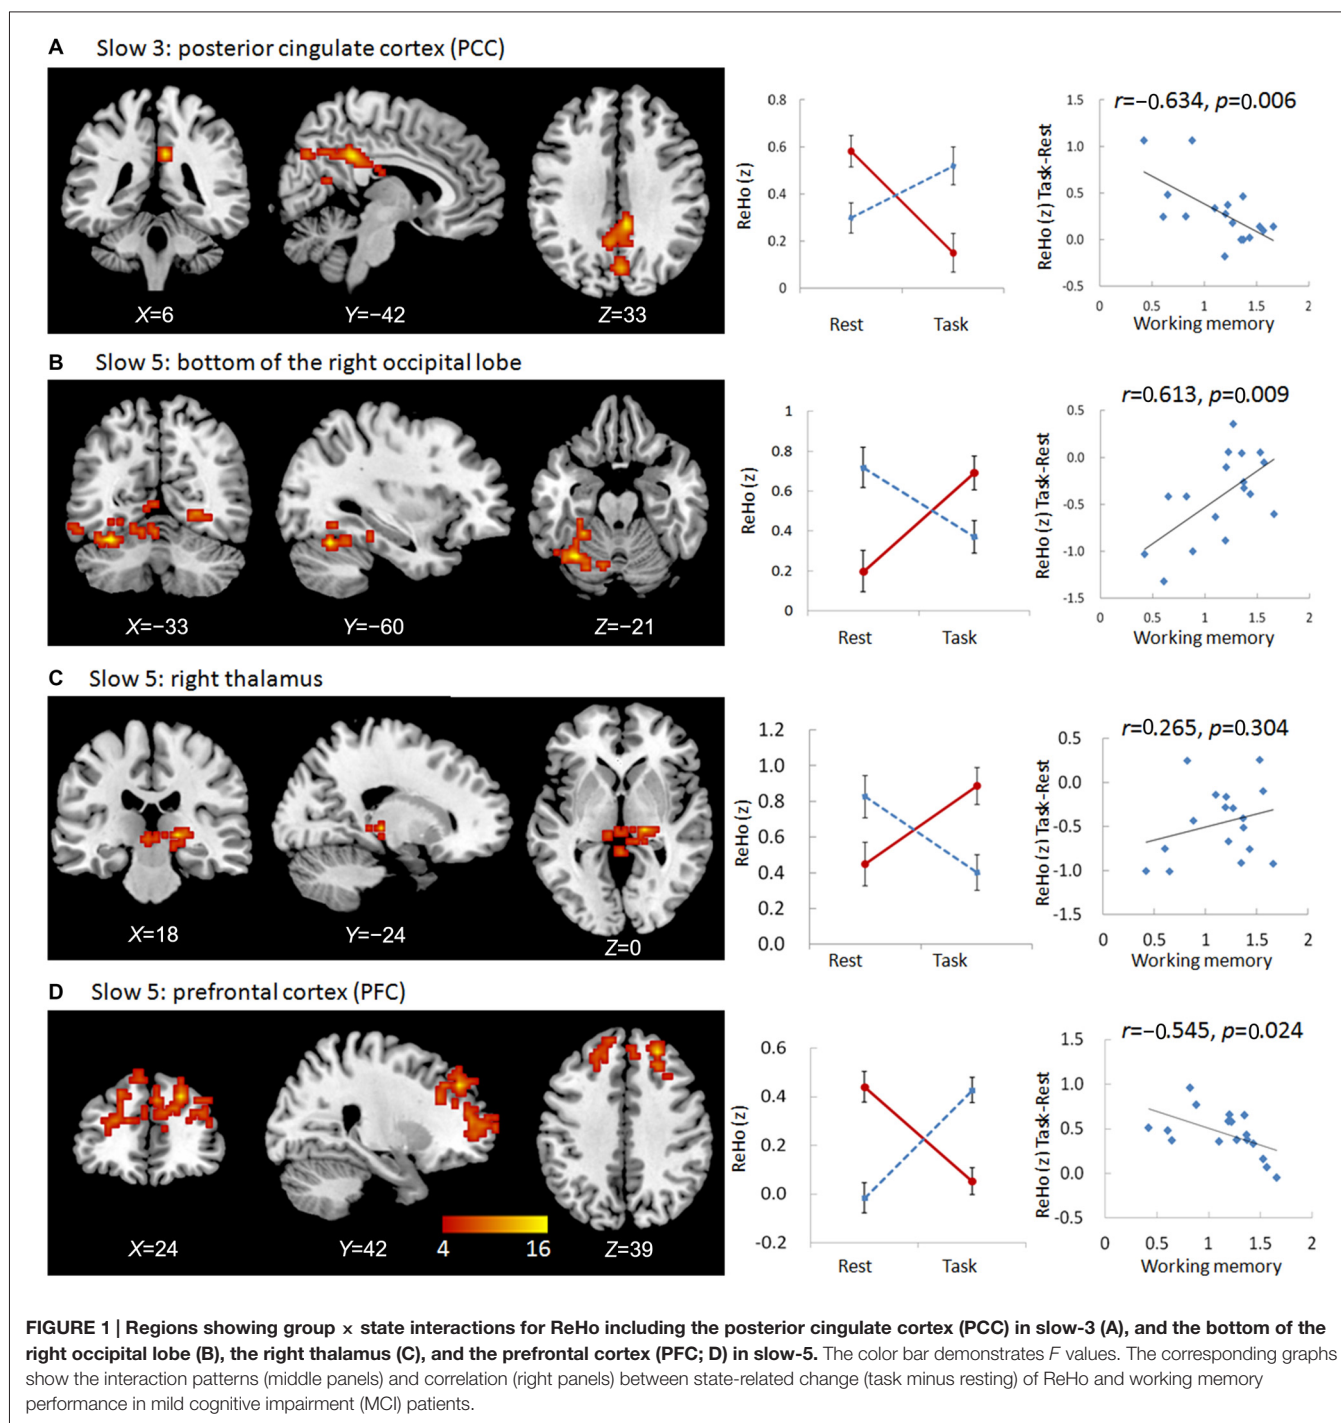 A Slow 3: posterior cingulate cortex (PCC)
X=6
Y=−42
Z=33
0.8
0.6
0.4
0.2
0
ReHo (z)
Rest
Task
r=−0.634, p=0.006
1.5
1.0
0.5
0.0
-0.5
ReHo (z) Task-Rest
0
0.5
1
1.5
2
Working memory
B Slow 5: bottom of the right occipital lobe
X=−33
Y=−60
Z=−21
1
0.8
0.6
0.4
0.2
0
ReHo (z)
Rest
Task
r=0.613, p=0.009
0.5
0.0
-0.5
-1.0
-1.5
ReHo (z) Task-Rest
0
0.5
1
1.5
2
Working memory
C Slow 5: right thalamus
X=18
Y=−24
Z=0
1.2
1.0
0.8
0.6
0.4
0.2
0.0
ReHo (z)
Rest
Task
r=0.265, p=0.304
0.5
0.0
-0.5
-1.0
-1.5
ReHo (z) Task-Rest
0
0.5
1
1.5
2
Working memory
D Slow 5: prefrontal cortex (PFC)
X=24
Y=42
Z=39
4
16
0.6
0.4
0.2
0.0
-0.2
ReHo (z)
Rest
Task
r=−0.545, p=0.024
1.5
1.0
0.5
0.0
-0.5
ReHo (z) Task-Rest
0
0.5
1
1.5
2
Working memory
FIGURE 1 | Regions showing group × state interactions for ReHo including the posterior cingulate cortex (PCC) in slow-3 (A), and the bottom of the
right occipital lobe (B), the right thalamus (C), and the prefrontal cortex (PFC; D) in slow-5. The color bar demonstrates F values. The corresponding graphs
show the interaction patterns (middle panels) and correlation (right panels) between state-related change (task minus resting) of ReHo and working memory
performance in mild cognitive impairment (MCI) patients.